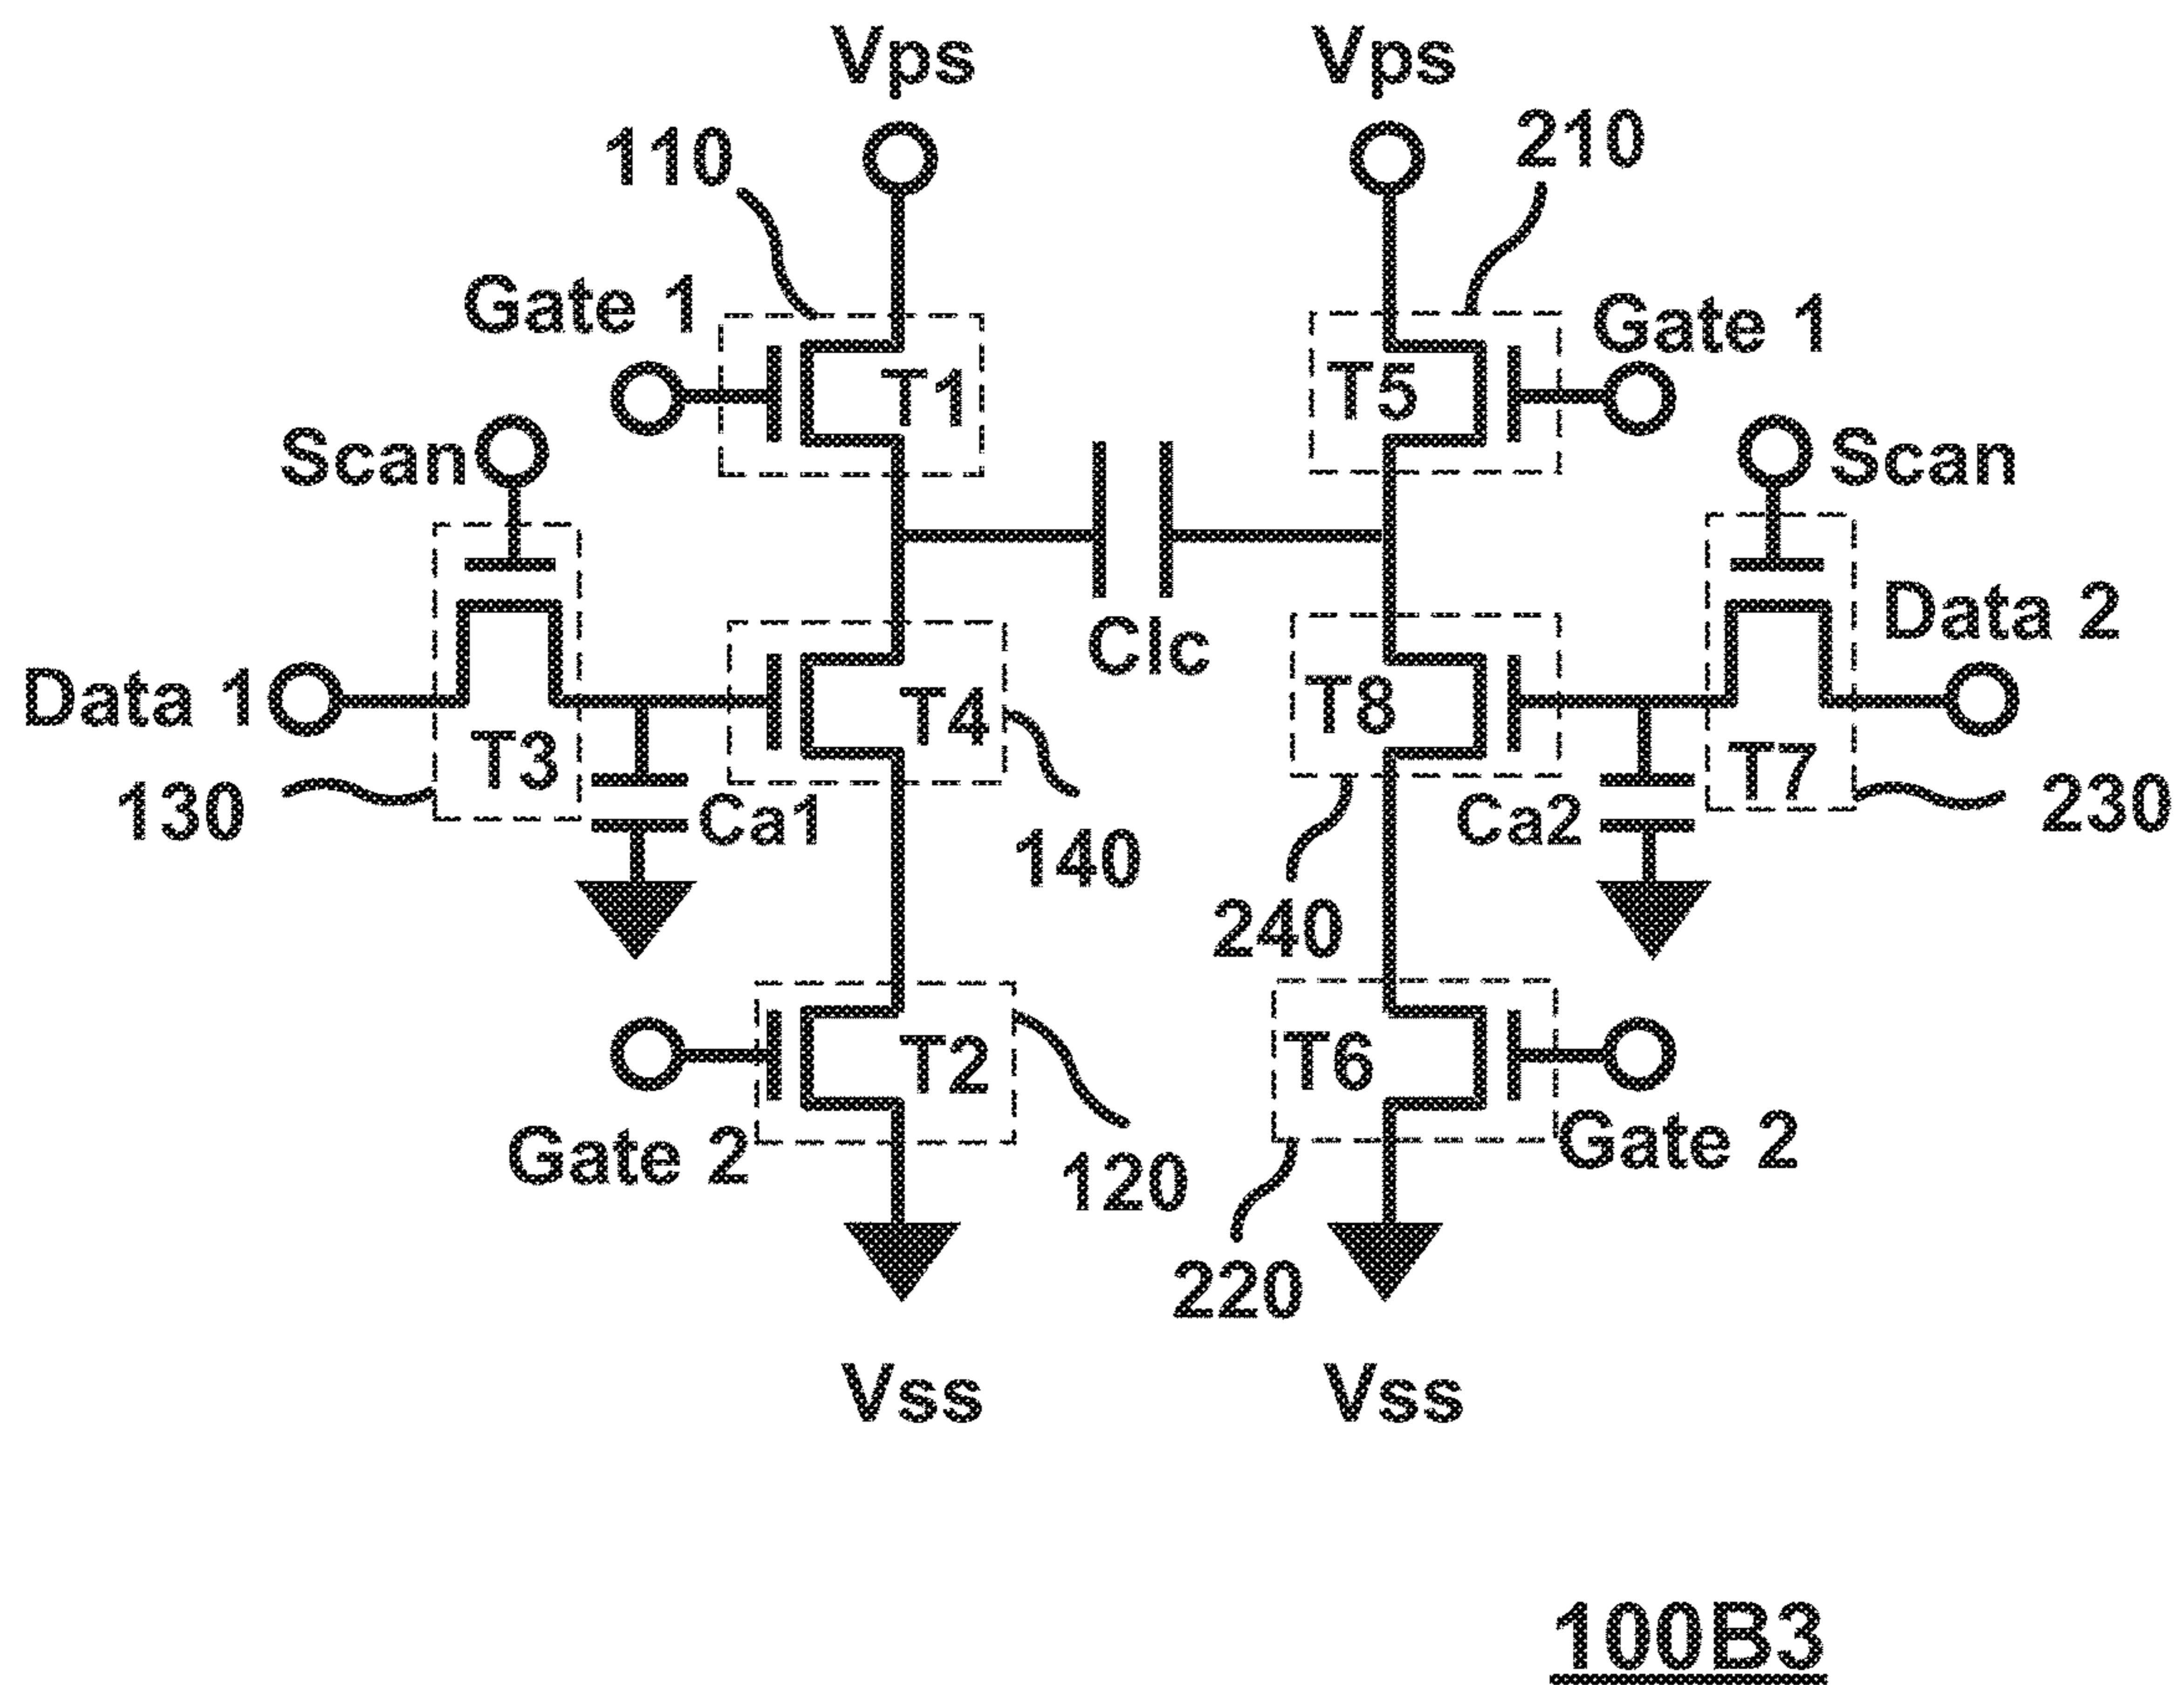 Vps Vps
110 210
Gate 1 Gate 1
T1 T5
Scan Scan
Clc
Data 1 Data 2
T4 T8
T3 T7
130 Ca1 140 Ca2 230
240
T2 T6
Gate 2 Gate 2
120
220
Vss Vss
100B3